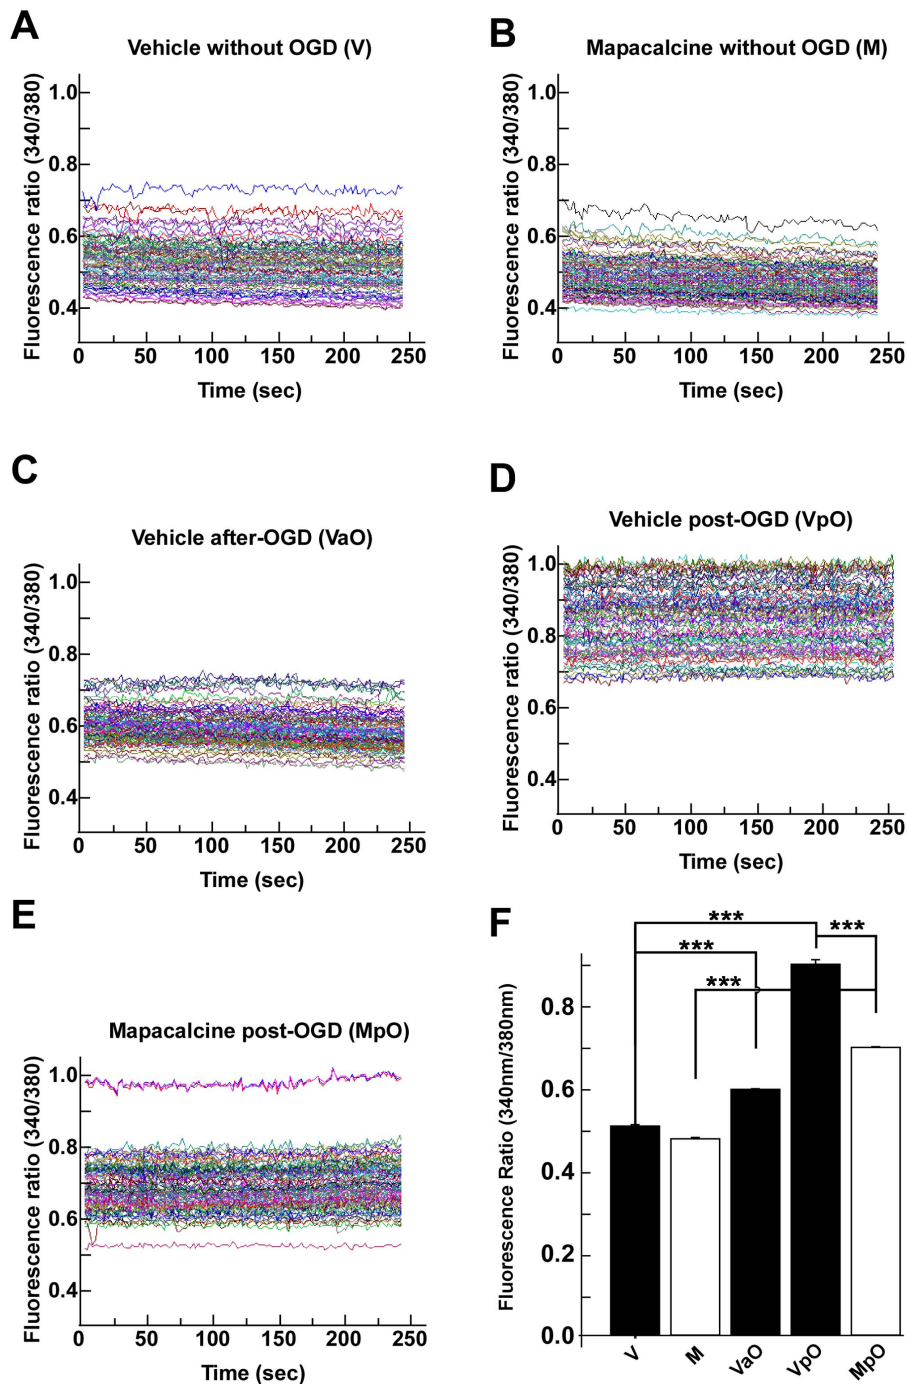 A
Vehicle without OGD (V)
Fluorescence ratio (340/380)
1.0
0.8
0.6
0.4
0 50 100 150 200 250
Time (sec)
B
Mapacalcine without OGD (M)
Fluorescence ratio (340/380)
1.0
0.8
0.6
0.4
0 50 100 150 200 250
Time (sec)
C
Vehicle after-OGD (VaO)
Fluorescence ratio (340/380)
1.0
0.8
0.6
0.4
0 50 100 150 200 250
Time (sec)
D
Vehicle post-OGD (VpO)
Fluorescence ratio (340/380)
1.0
0.8
0.6
0.4
0 50 100 150 200 250
Time (sec)
E
Mapacalcine post-OGD (MpO)
Fluorescence ratio (340/380)
1.0
0.8
0.6
0.4
0 50 100 150 200 250
Time (sec)
F
***
***
***
***
Fluorescence Ratio (340nm/380nm)
0.8
0.6
0.4
0.2
0.0
V M VaO VpO MpO